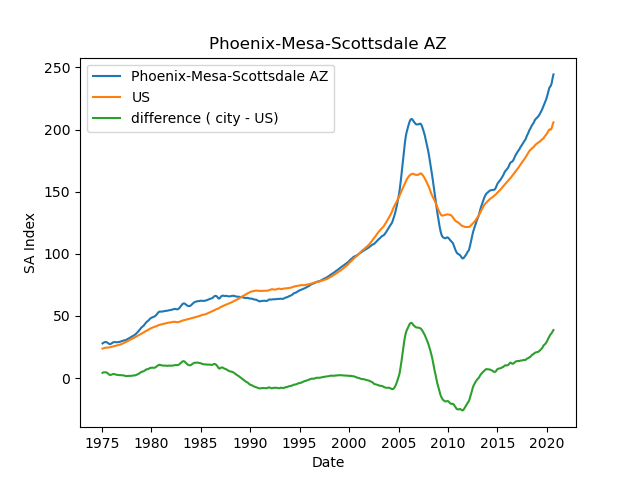 Phoenix-Mesa-Scottsdale AZ
Phoenix-Mesa-Scottsdale AZ
US
difference ( city - US)
SA Index
250
200
150
100
50
0
1975 1980 1985 1990 1995 2000 2005 2010 2015 2020
Date